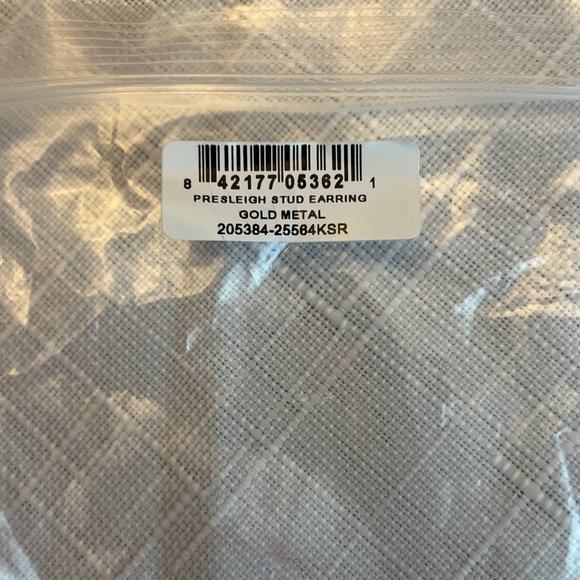 8 42177 05362 1
PRESLEIGH STUD EARRING
GOLD METAL
205384-25564KSR